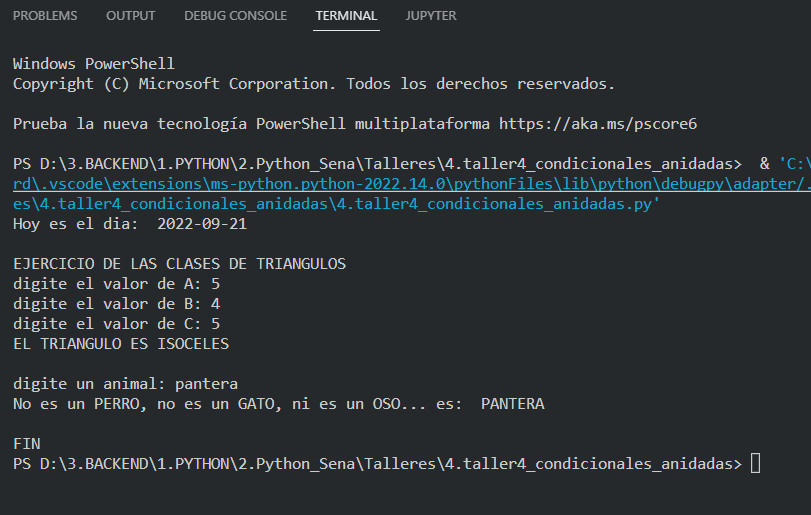 PROBLEMS OUTPUT DEBUG CONSOLE TERMINAL JUPYTER
Windows PowerShell
Copyright (C) Microsoft Corporation. Todos los derechos reservados.
Prueba la nueva tecnología PowerShell multiplataforma https://aka.ms/pscore6
PS D:\3.BACKEND\1.PYTHON\2.Python_Sena\Talleres\4.taller4_condicionales_anidadas>  & 'C:\
rd\.vscode\extensions\ms-python.python-2022.14.0\pythonFiles\lib\python\debugpy\adapter/.
es\4.taller4_condicionales_anidadas\4.taller4_condicionales_anidadas.py'
Hoy es el dia:  2022-09-21
EJERCICIO DE LAS CLASES DE TRIANGULOS
digite el valor de A: 5
digite el valor de B: 4
digite el valor de C: 5
EL TRIANGULO ES ISOCELES
digite un animal: pantera
No es un PERRO, no es un GATO, ni es un OSO... es:  PANTERA
FIN
PS D:\3.BACKEND\1.PYTHON\2.Python_Sena\Talleres\4.taller4_condicionales_anidadas>